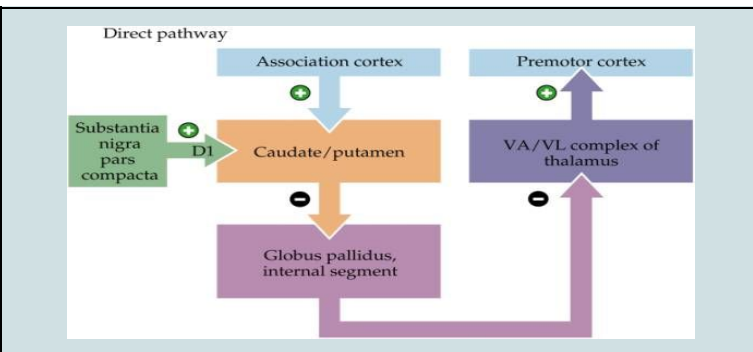 Direct pathway
Association cortex
Premotor cortex
+
+
Substantia
nigra
pars
compacta
+
D1
Caudate/putamen
VA/VL complex of
thalamus
−
−
Globus pallidus,
internal segment